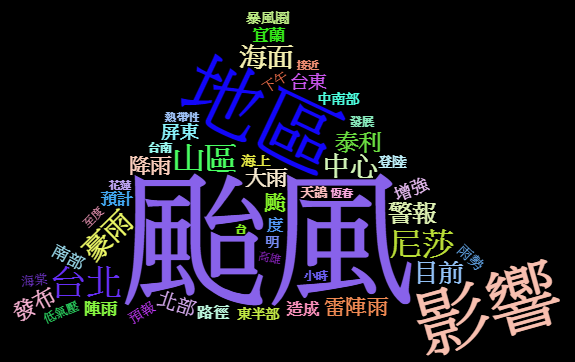 暴風圈
宜蘭
海面
接近
下午
台東
地區
中南部
熱帶性
發展
屏東
泰利
台南
山區
海上
中心
登陸
降雨
大雨
花蓮
預計
天鴿
恆春
增強
颱
至度
豪雨
颱風
台
度
警報
明
尼莎
雨勢
南部
高雄
海棠
台北
小時
目前
發布
低氣壓
陣雨
預報
北部
路徑
東半部
造成
雷陣雨
影響